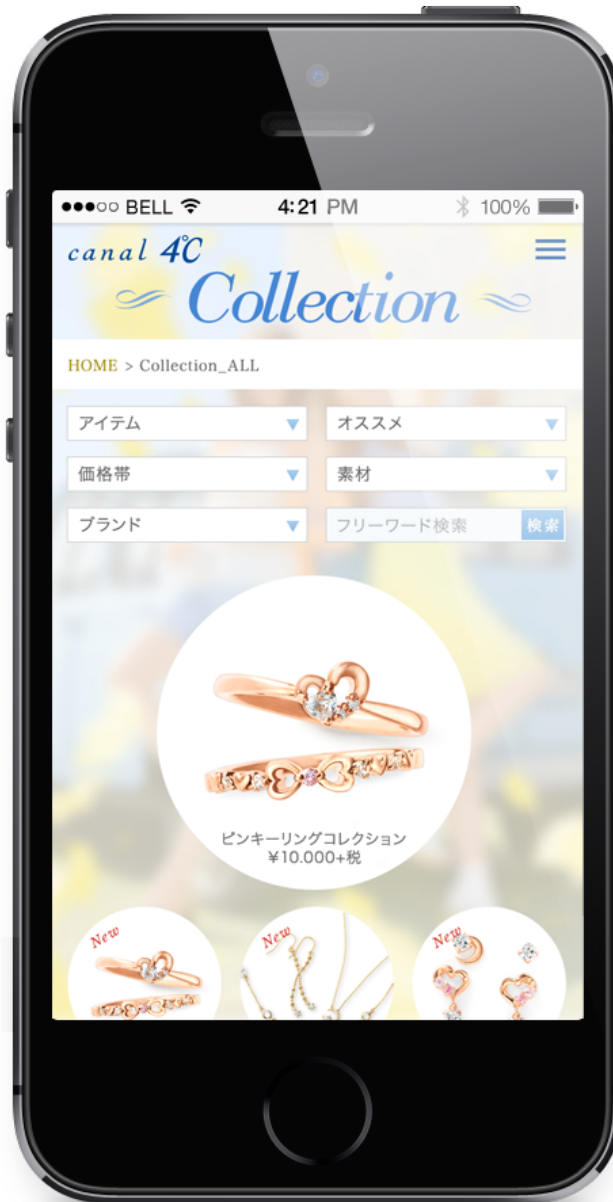 BELL 4:21 PM 100%
canal 4℃
Collection
HOME > Collection_ALL
アイテム オススメ
価格帯 素材
ブランド フリーワード検索 検索
ピンキーリングコレクション
¥10.000+税
New New New